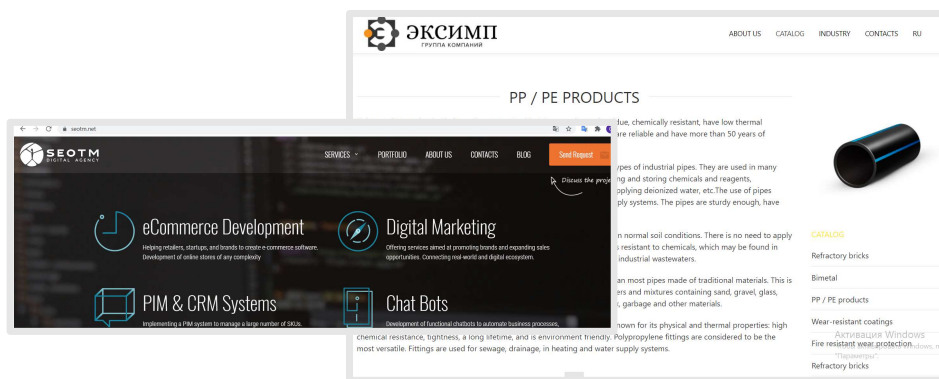 ЭКСИМП
ГРУППА КОМПАНИЙ
ABOUT US CATALOG INDUSTRY CONTACTS RU
PP / PE PRODUCTS
due, chemically resistant, have low thermal
are reliable and have more than 50 years of
types of industrial pipes. They are used in many
ng and storing chemicals and reagents,
pplying deionized water, etc.The use of pipes
ply systems. The pipes are sturdy enough, have
n normal soil conditions. There is no need to apply
s resistant to chemicals, which may be found in
industrial wastewaters.
an most pipes made of traditional materials. This is
ers and mixtures containing sand, gravel, glass,
, garbage and other materials.
nown for its physical and thermal properties: high
chemical resistance, tightness, a long lifetime, and is environment friendly. Polypropylene fittings are considered to be the
most versatile. Fittings are used for sewage, drainage, in heating and water supply systems.
CATALOG
Refractory bricks
Bimetal
PP / PE products
Wear-resistant coatings
Активация Windows
Fire resistant wear protection
"Параметры".
Refractory bricks
seotm.net
SEOTM
DIGITAL AGENCY
SERVICES PORTFOLIO ABOUT US CONTACTS BLOG Send Request
Discuss the proje
eCommerce Development
Helping retailers, startups, and brands to create e-commerce software.
Development of online stores of any complexity
Digital Marketing
Offering services aimed at promoting brands and expanding sales
opportunities. Connecting real-world and digital ecosystem.
PIM & CRM Systems
Implementing a PIM system to manage a large number of SKUs.
Chat Bots
Development of functional chatbots to automate business processes,